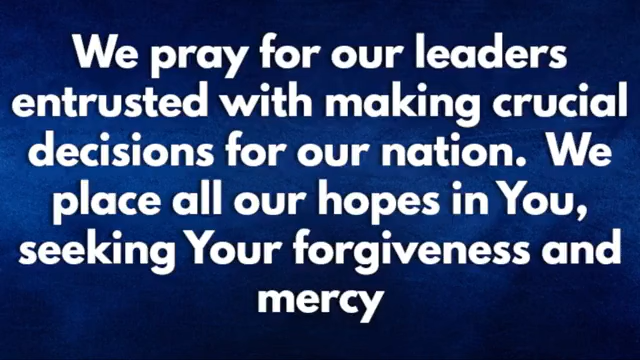 We pray for our leaders
entrusted with making crucial
decisions for our nation.  We
place all our hopes in You,
seeking Your forgiveness and
mercy